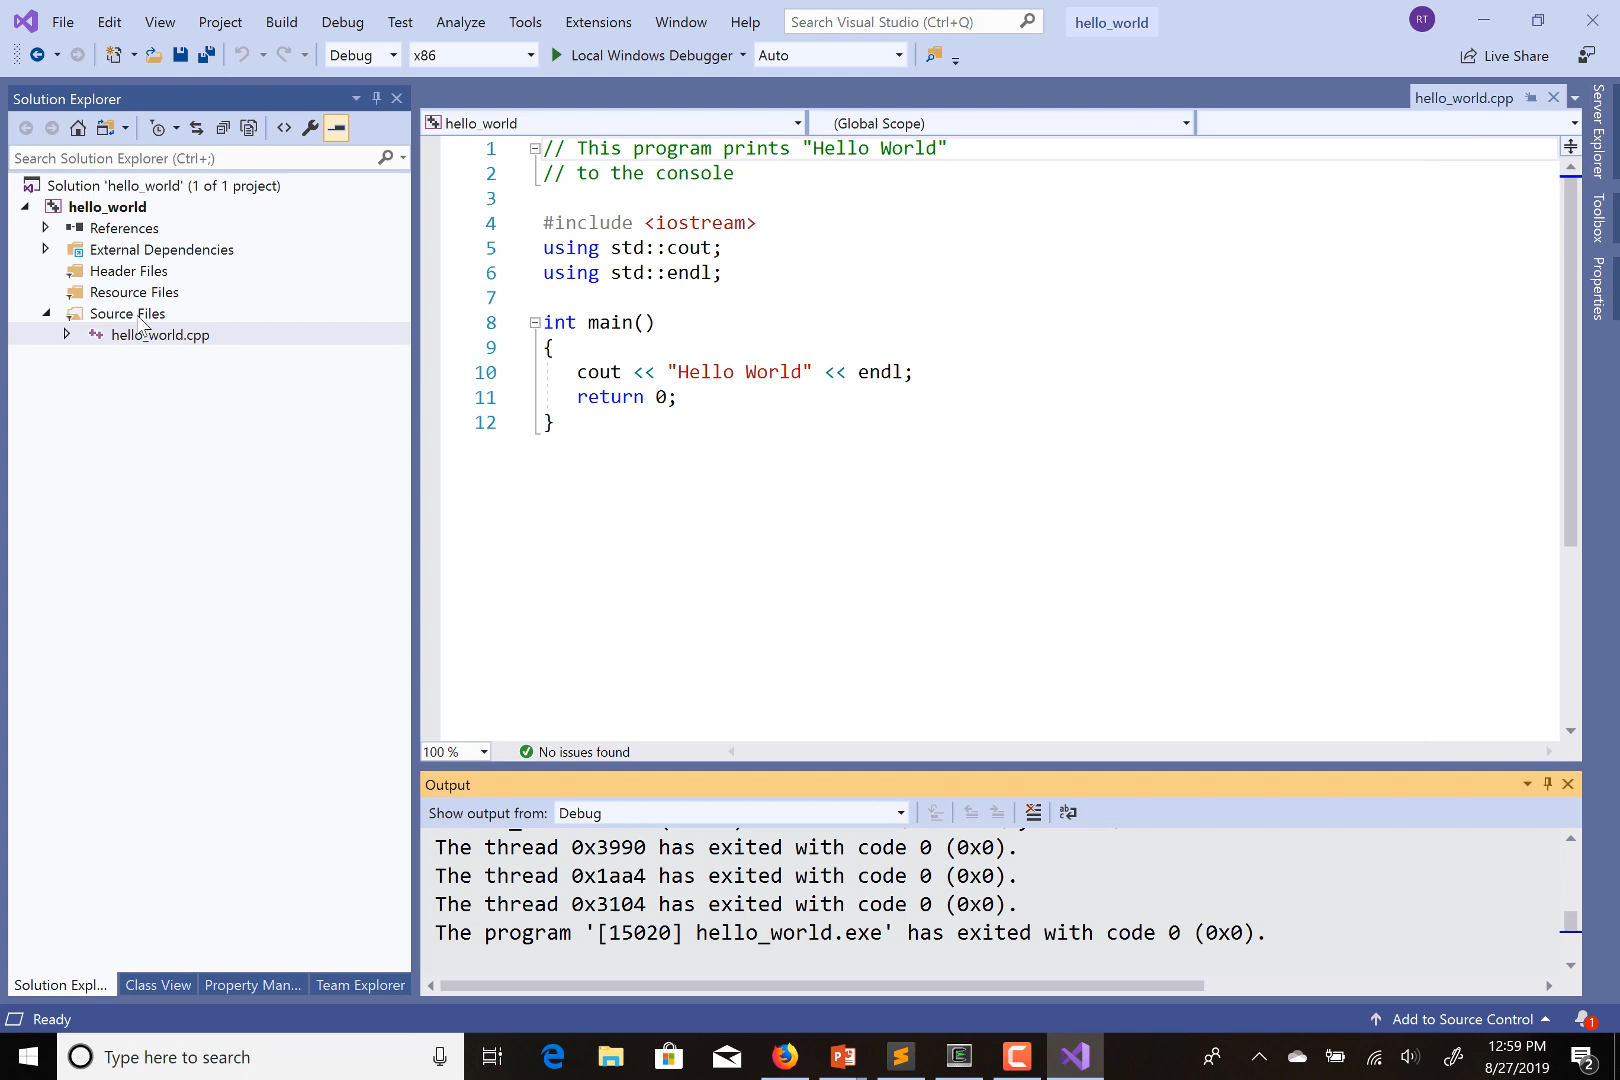 File Edit View Project Build Debug Test Analyze Tools Extensions Window Help Search Visual Studio (Ctrl+Q) hello_world RT
Debug x86 Local Windows Debugger Auto Live Share
Solution Explorer
Search Solution Explorer (Ctrl+;)
Solution 'hello_world' (1 of 1 project)
hello_world
References
External Dependencies
Header Files
Resource Files
Source Files
hello_world.cpp
Solution Expl... Class View Property Man... Team Explorer
hello_world.cpp
hello_world (Global Scope)
1 // This program prints "Hello World"
2 // to the console
3
4 #include <iostream>
5 using std::cout;
6 using std::endl;
7
8 int main()
9 {
10 cout << "Hello World" << endl;
11 return 0;
12 }
100 % No issues found
Output
Show output from: Debug
The thread 0x3990 has exited with code 0 (0x0).
The thread 0x1aa4 has exited with code 0 (0x0).
The thread 0x3104 has exited with code 0 (0x0).
The program '[15020] hello_world.exe' has exited with code 0 (0x0).
Server Explorer
Toolbox
Properties
Ready Add to Source Control 1
Type here to search
12:59 PM
8/27/2019
2